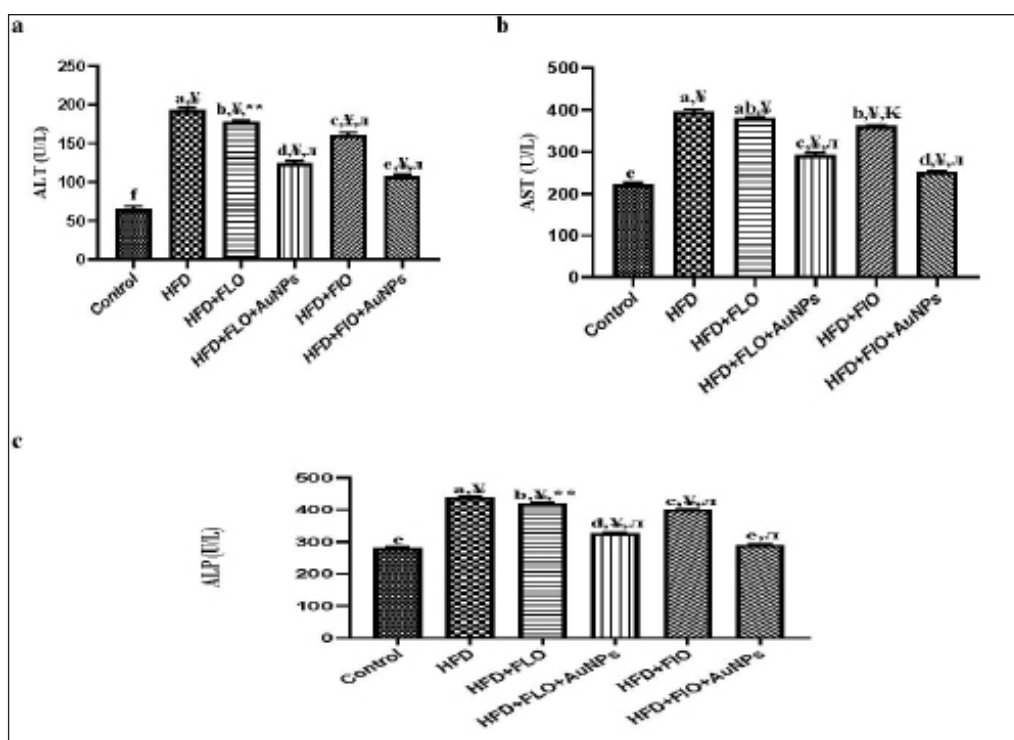 a
ALT (U/L)
250
200
150
100
50
0
f
a,¥
b,¥,**
d,¥,л
c,¥,л
e,¥,л
Control
HFD
HFD+FLO
HFD+FLO+AuNPs
HFD+FIO
HFD+FIO+AuNPs
b
AST (U/L)
500
400
300
200
100
0
e
a,¥
ab,¥
c,¥,л
b,¥,K
d,¥,л
Control
HFD
HFD+FLO
HFD+FLO+AuNPs
HFD+FIO
HFD+FIO+AuNPs
c
ALP (U/L)
500
400
300
200
100
0
e
a,¥
b,¥,**
d,¥,л
c,¥,л
e,л
Control
HFD
HFD+FLO
HFD+FLO+AuNPs
HFD+FIO
HFD+FIO+AuNPs